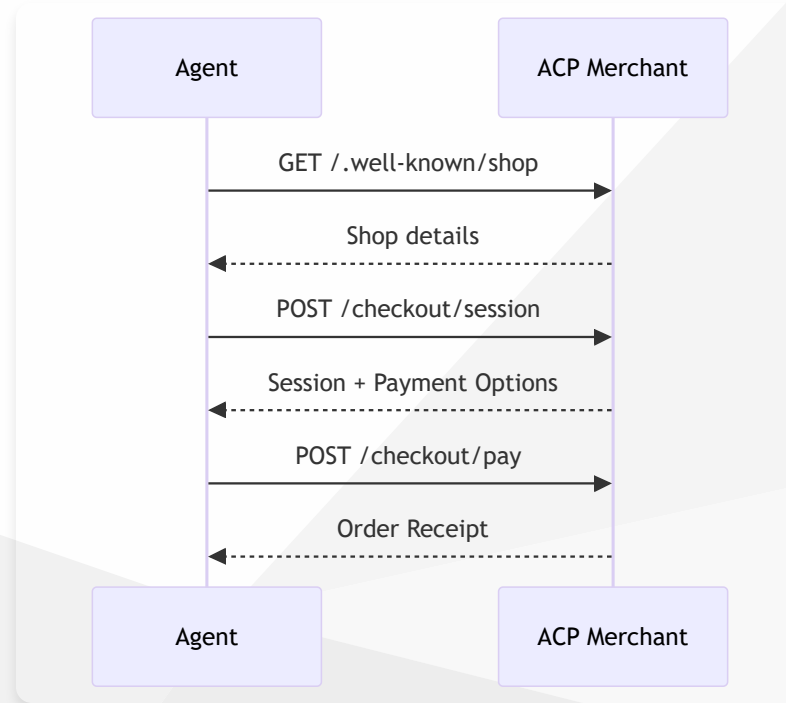 Agent
ACP Merchant
GET /.well-known/shop
Shop details
POST /checkout/session
Session + Payment Options
POST /checkout/pay
Order Receipt
Agent
ACP Merchant